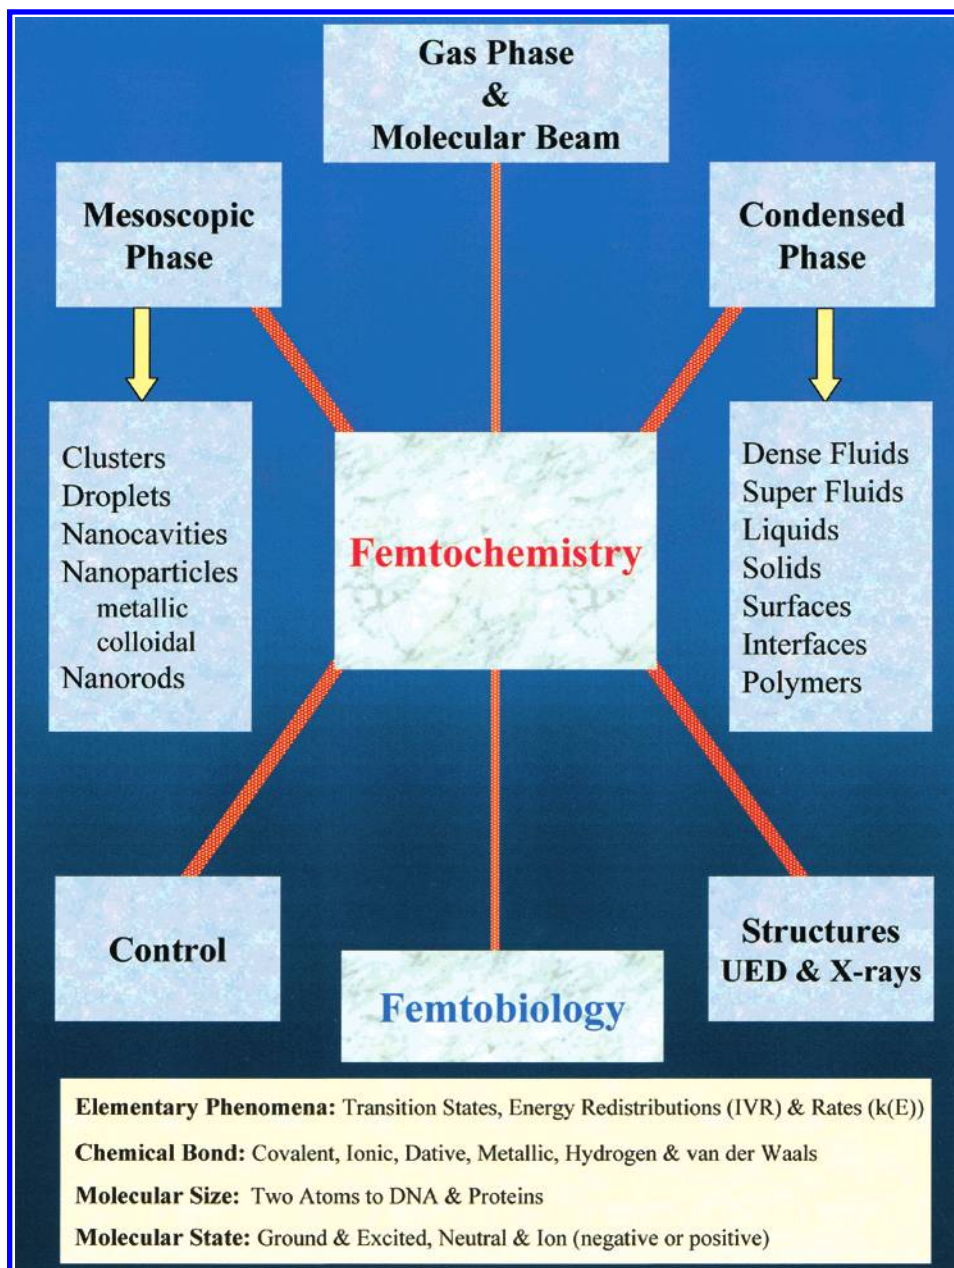 Gas Phase
&
Molecular Beam
Mesoscopic
Phase
Condensed
Phase
Clusters
Droplets
Nanocavities
Nanoparticles
metallic
colloidal
Nanorods
Femtochemistry
Dense Fluids
Super Fluids
Liquids
Solids
Surfaces
Interfaces
Polymers
Control
Femtobiology
Structures
UED & X-rays
Elementary Phenomena: Transition States, Energy Redistributions (IVR) & Rates (k(E))
Chemical Bond: Covalent, Ionic, Dative, Metallic, Hydrogen & van der Waals
Molecular Size: Two Atoms to DNA & Proteins
Molecular State: Ground & Excited, Neutral & Ion (negative or positive)